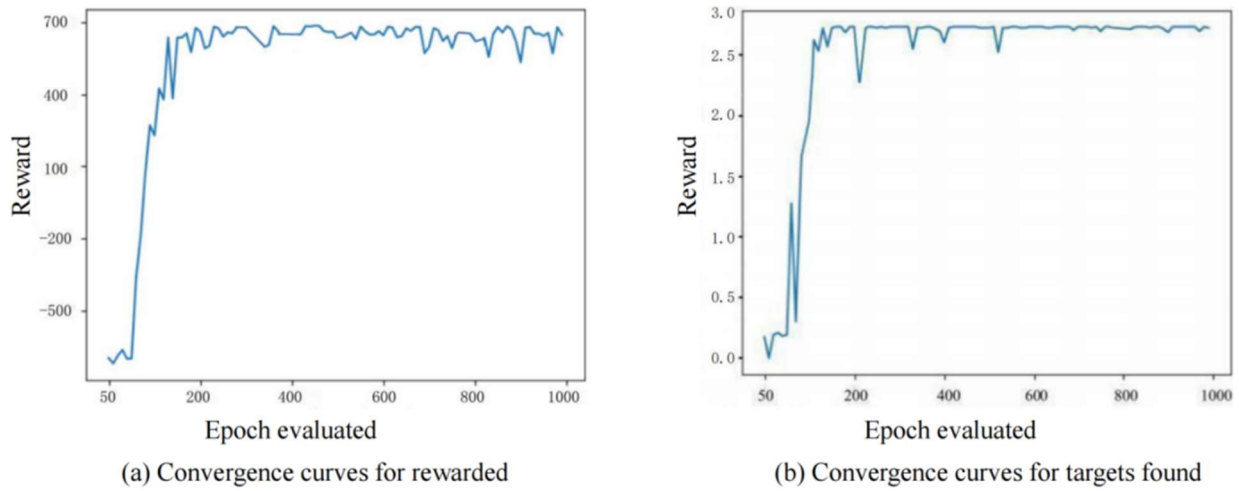 700
400
100
-200
-500
Reward
50 200 400 600 800 1000
Epoch evaluated
(a) Convergence curves for rewarded
3.0
2.5
2.0
1.5
1.0
0.5
0.0
Reward
50 200 400 600 800 1000
Epoch evaluated
(b) Convergence curves for targets found